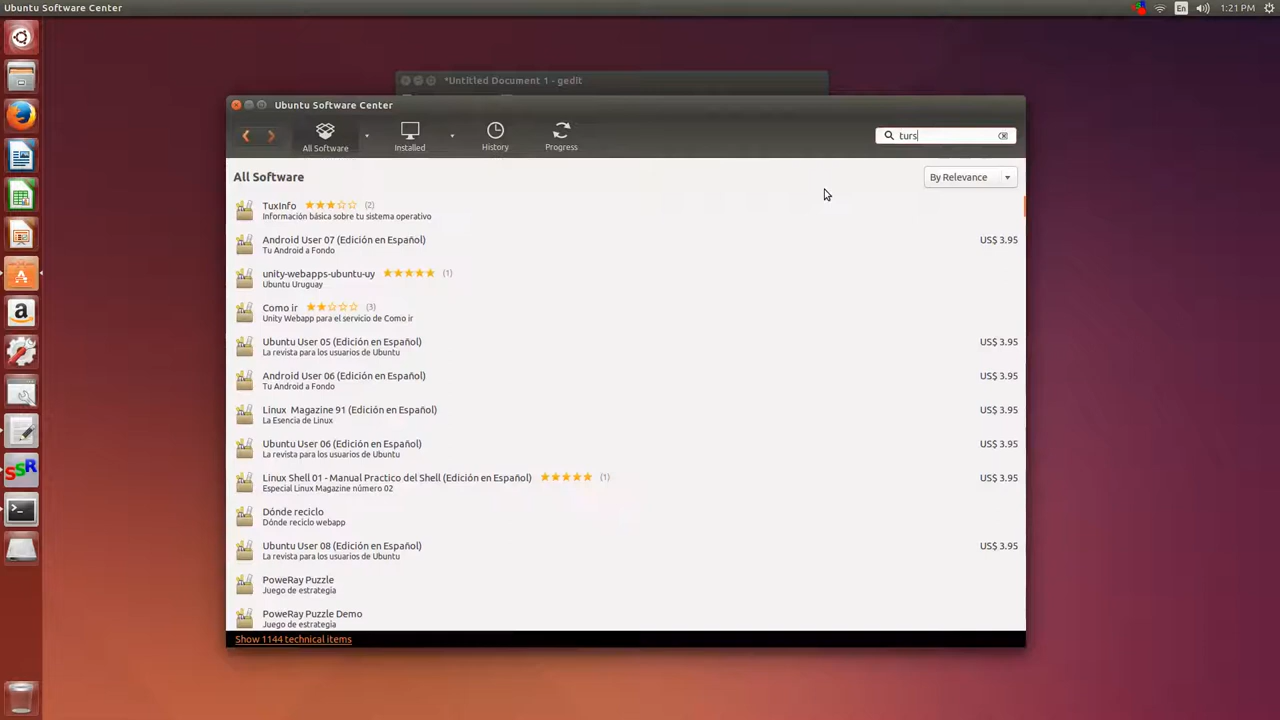 Ubuntu Software Center
En
1:21 PM
*Untitled Document 1 - gedit
Ubuntu Software Center
All Software
Installed
History
Progress
turs
All Software
By Relevance
TuxInfo (2)
Información básica sobre tu sistema operativo
Android User 07 (Edición en Español) US$ 3.95
Tu Android a Fondo
unity-webapps-ubuntu-uy (1)
Ubuntu Uruguay
Como ir (3)
Unity Webapp para el servicio de Como ir
Ubuntu User 05 (Edición en Español) US$ 3.95
La revista para los usuarios de Ubuntu
Android User 06 (Edición en Español) US$ 3.95
Tu Android a Fondo
Linux Magazine 91 (Edición en Español) US$ 3.95
La Esencia de Linux
Ubuntu User 06 (Edición en Español) US$ 3.95
La revista para los usuarios de Ubuntu
Linux Shell 01 - Manual Practico del Shell (Edición en Español) (1) US$ 3.95
Especial Linux Magazine número 02
Dónde reciclo
Dónde reciclo webapp
Ubuntu User 08 (Edición en Español) US$ 3.95
La revista para los usuarios de Ubuntu
PoweRay Puzzle
Juego de estrategia
PoweRay Puzzle Demo
Juego de estrategia
Show 1144 technical items
SSR